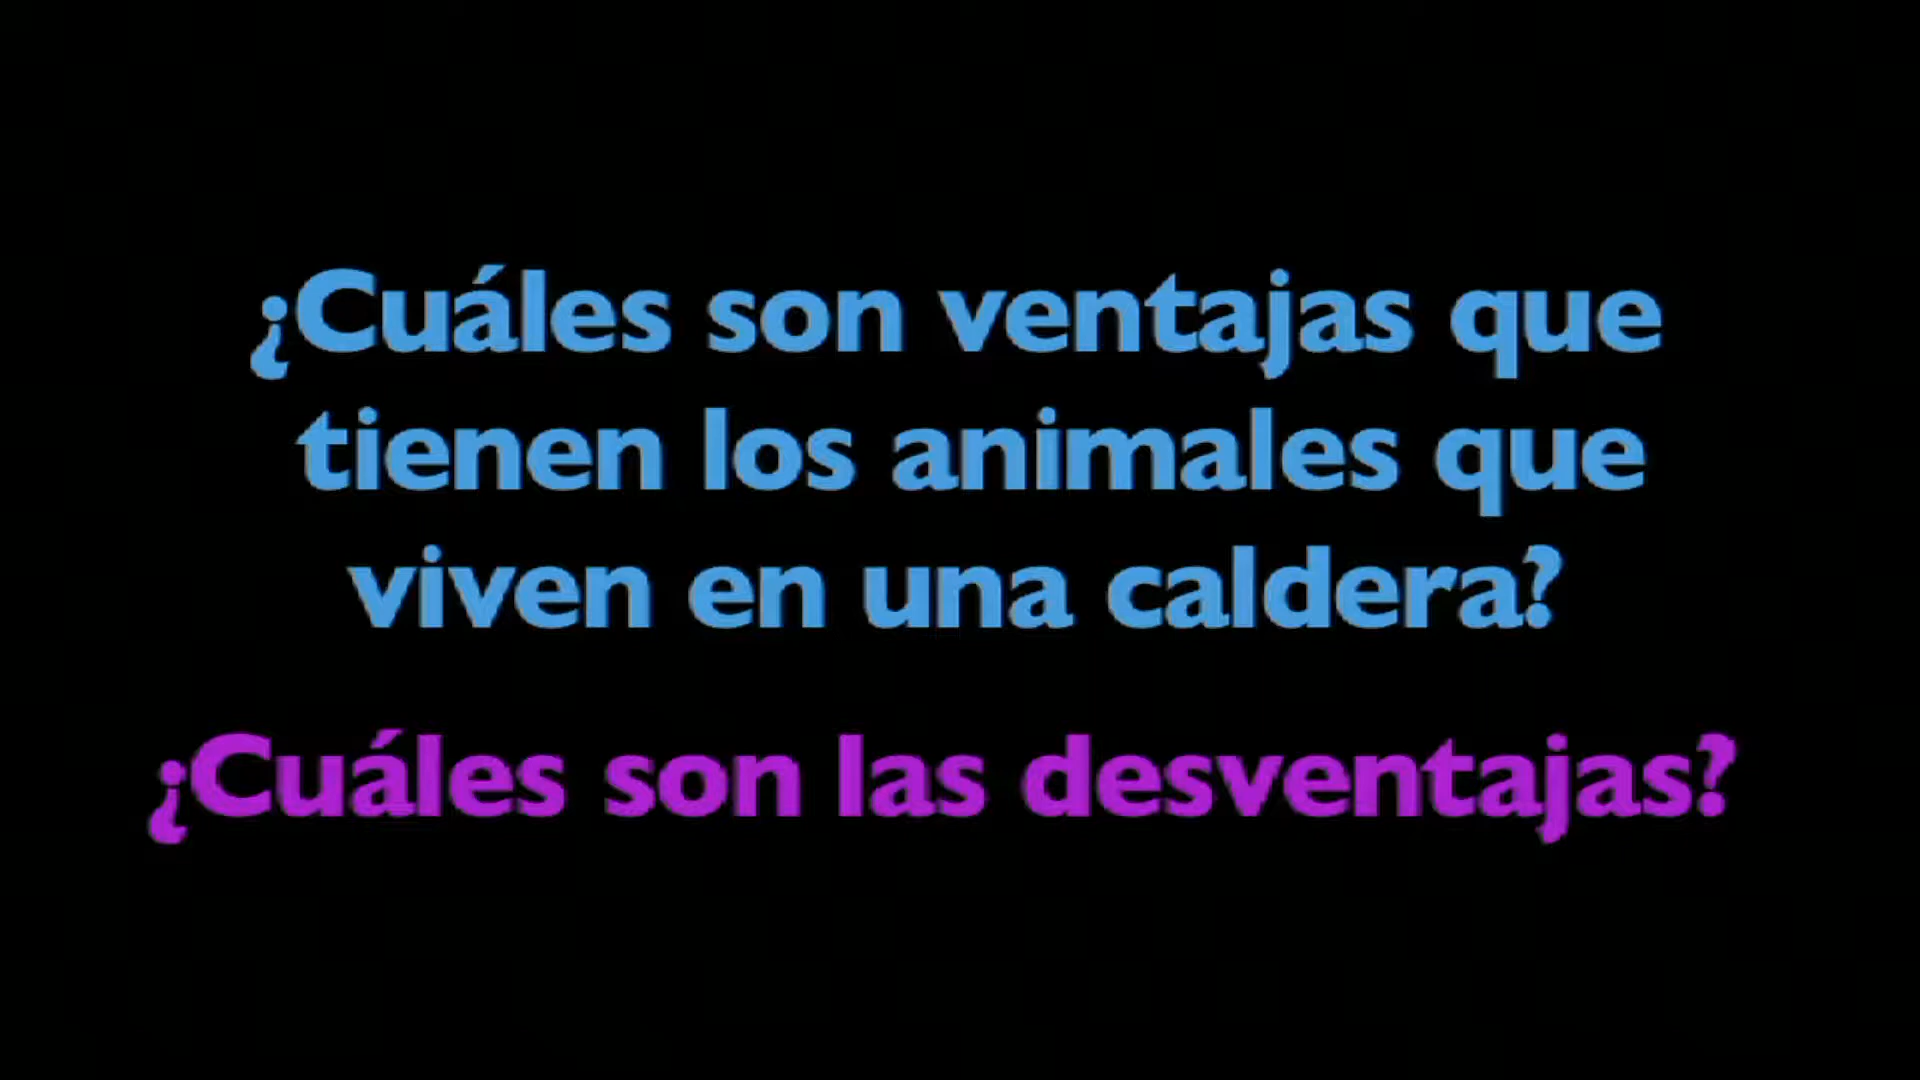 ¿Cuáles son ventajas que
tienen los animales que
viven en una caldera?
¿Cuáles son las desventajas?